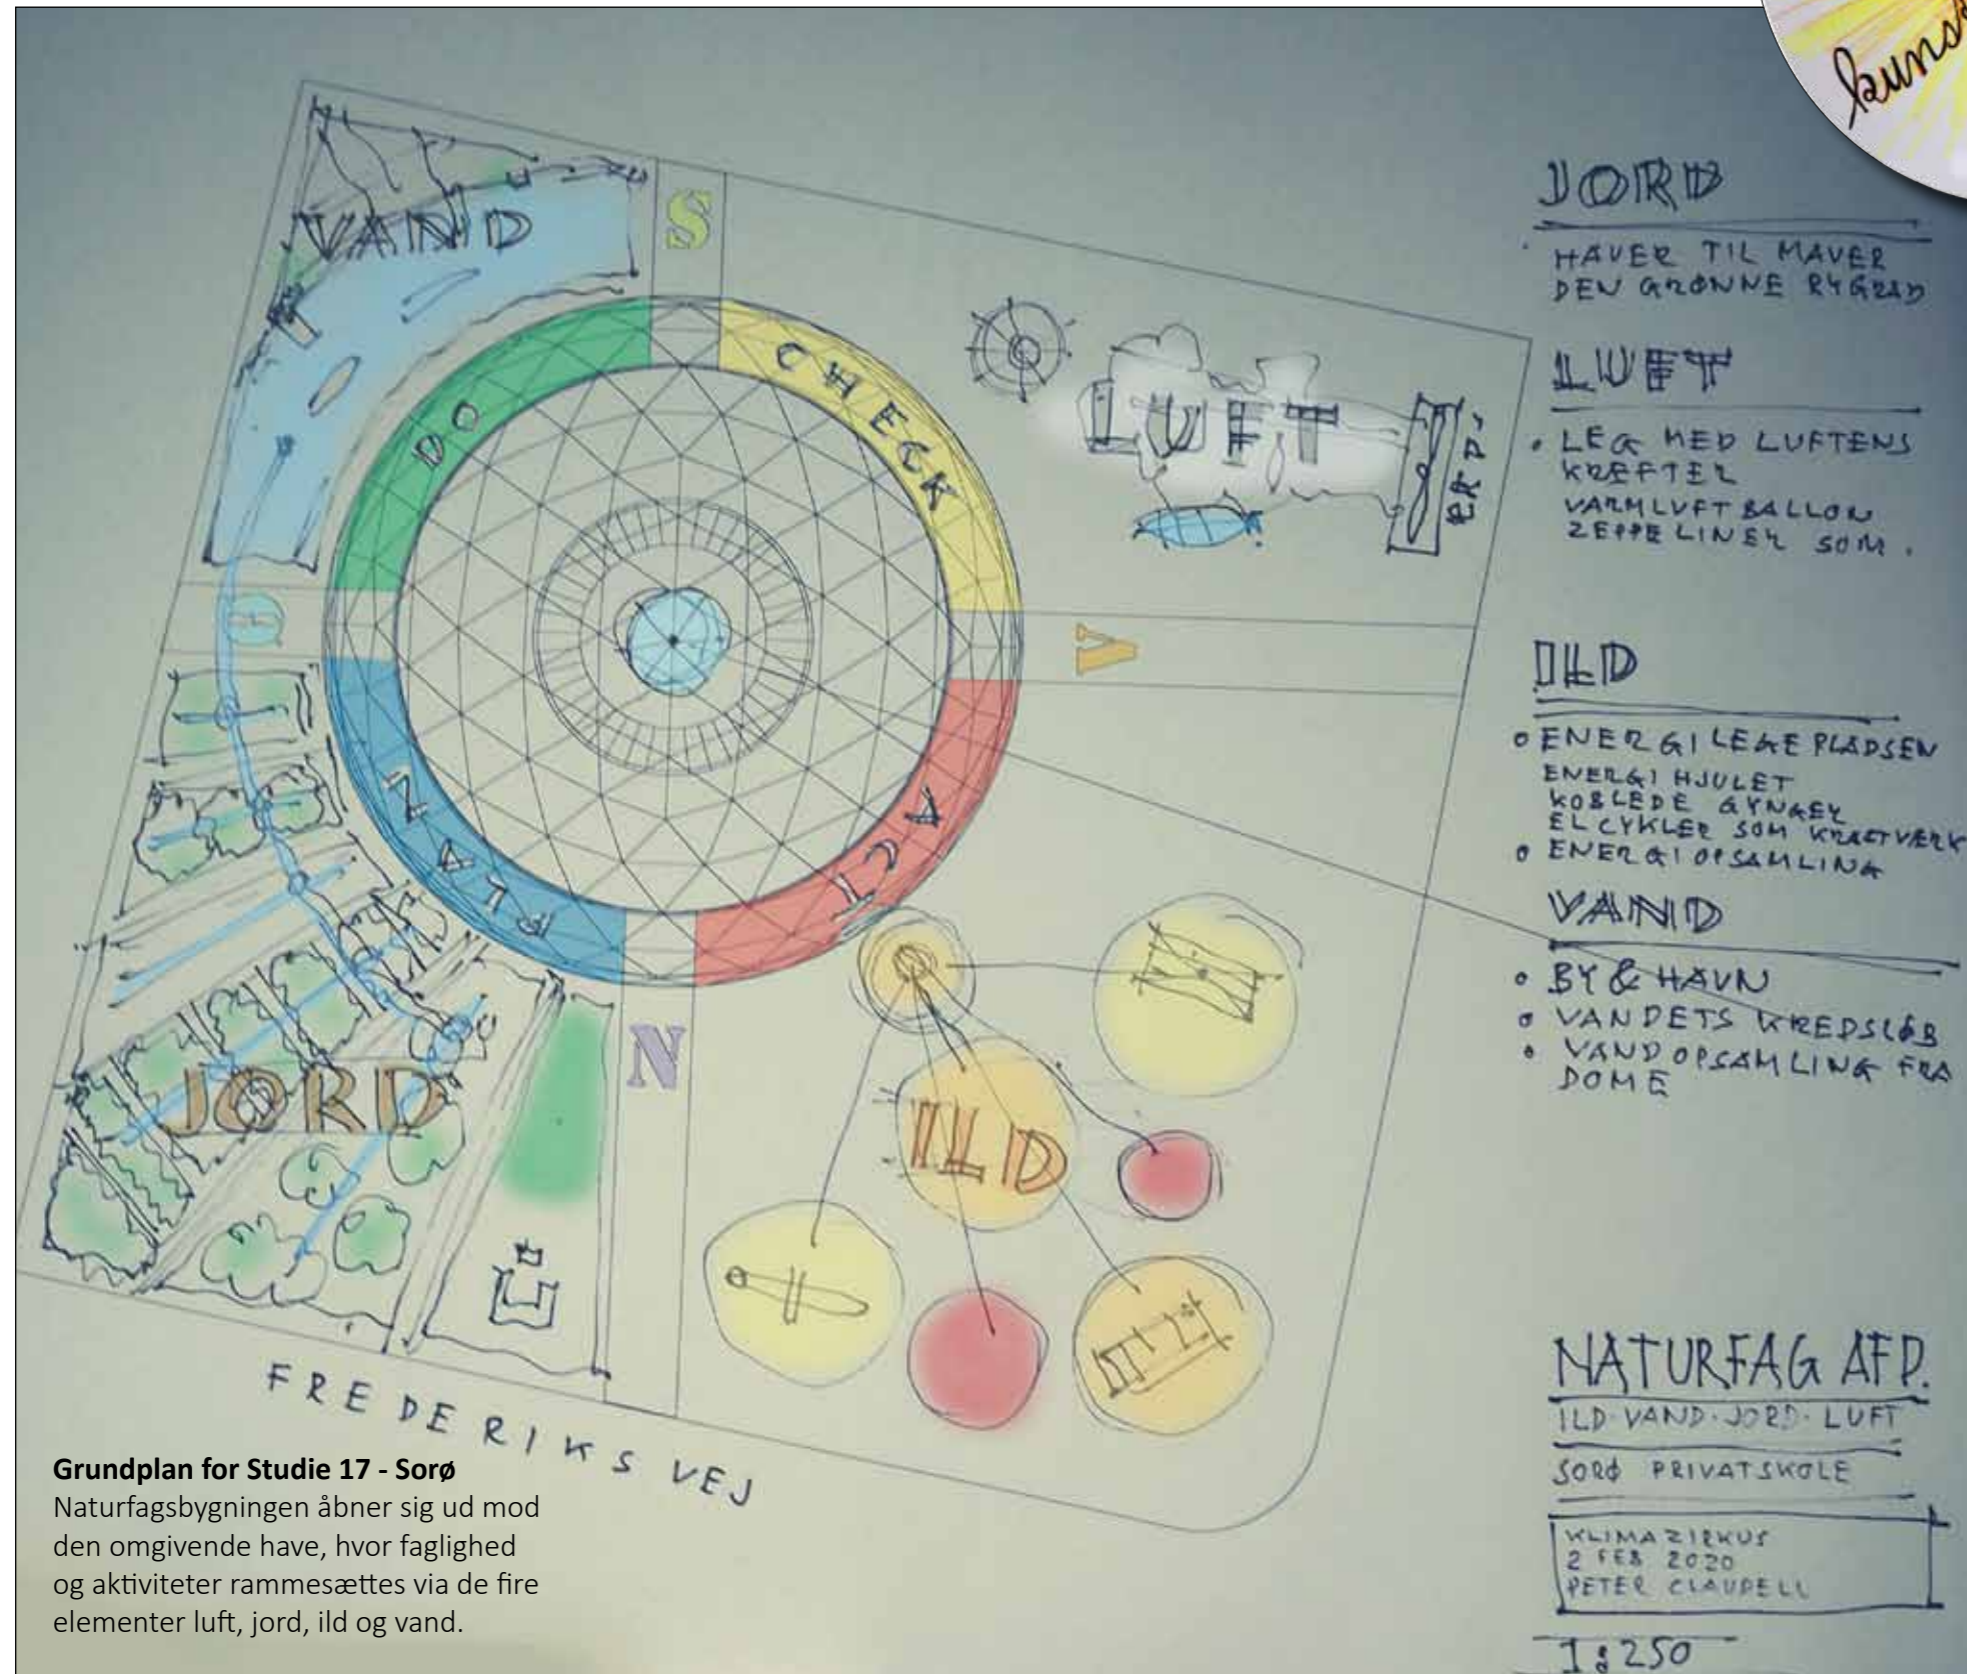 VAND
S
DO
CHECK
LUFT
Ø
V
PLAN
ACT
N
JORD
ILD
FREDERIKS VEJ
Grundplan for Studie 17 - Sorø
Naturfagsbygningen åbner sig ud mod
den omgivende have, hvor faglighed
og aktiviteter rammesættes via de fire
elementer luft, jord, ild og vand.
JORD
HAVER TIL MAVER
DEN GRØNNE RYGRAD
LUFT
LEG MED LUFTENS
KRÆFTER
VARMLUFT BALLON
ZEPPELINER SOM.
ILD
ENERGILEGEPLADSEN
ENERGI HJULET
KOBLEDE GYNGER
EL CYKLER SOM KRAFTVÆRK
ENERGIOPSAMLING
VAND
BY & HAVN
VANDETS KREDSLØB
VANDOPSAMLING FRA
DOME
NATURFAG AFD.
ILD·VAND·JORD·LUFT
SORØ PRIVATSKOLE
KLIMAZIRKUS
2 FEB 2020
PETER CLAUDELL
1:250